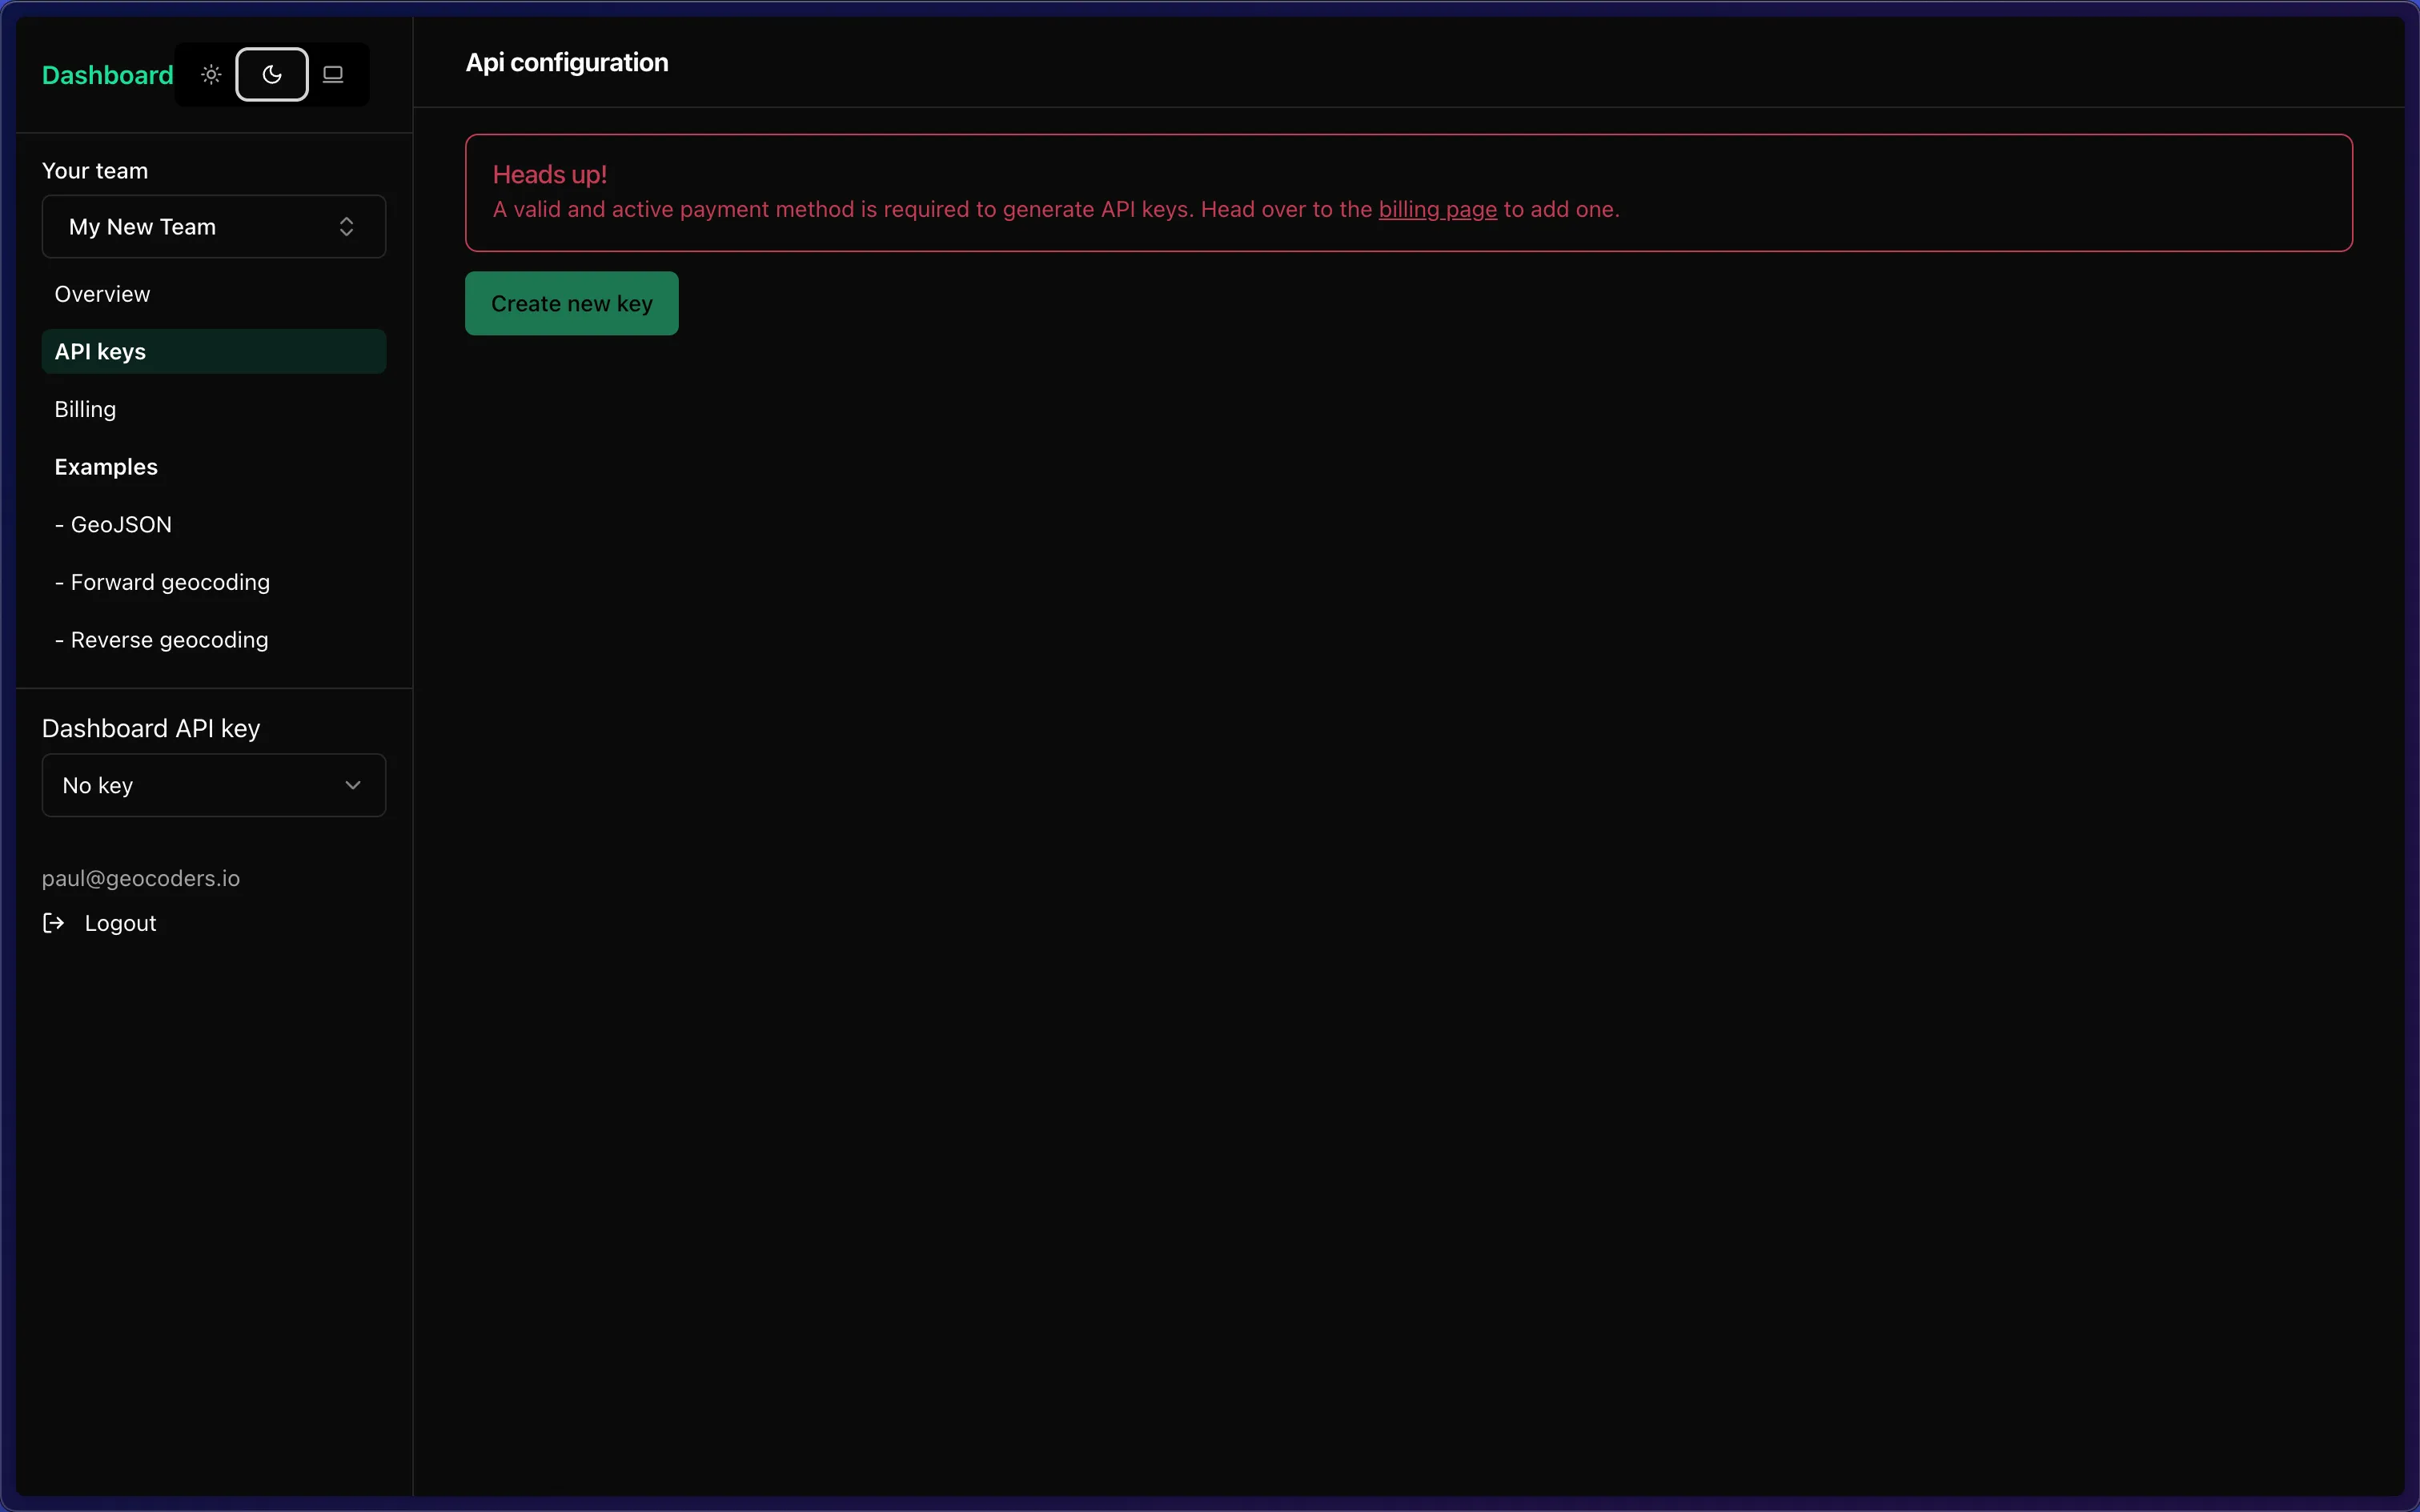 Dashboard
Your team
My New Team
Overview
API keys
Billing
Examples
- GeoJSON
- Forward geocoding
- Reverse geocoding
Dashboard API key
No key
paul@geocoders.io
Logout
Api configuration
Heads up!
A valid and active payment method is required to generate API keys. Head over to the billing page to add one.
Create new key